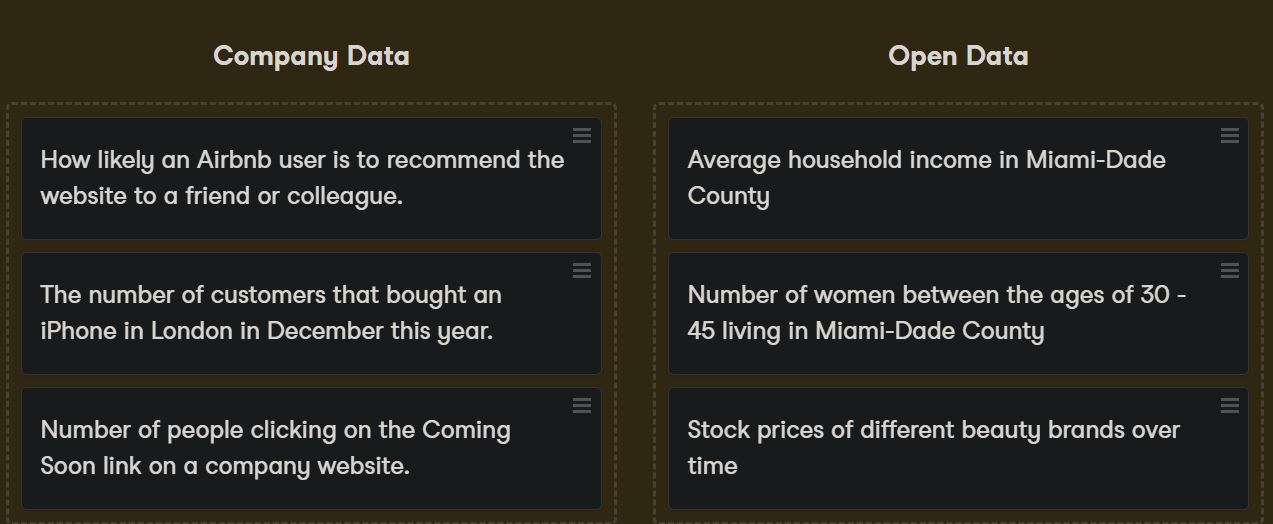 Company Data
How likely an Airbnb user is to recommend the
website to a friend or colleague.
The number of customers that bought an
iPhone in London in December this year.
Number of people clicking on the Coming
Soon link on a company website.
Open Data
Average household income in Miami-Dade
County
Number of women between the ages of 30 -
45 living in Miami-Dade County
Stock prices of different beauty brands over
time